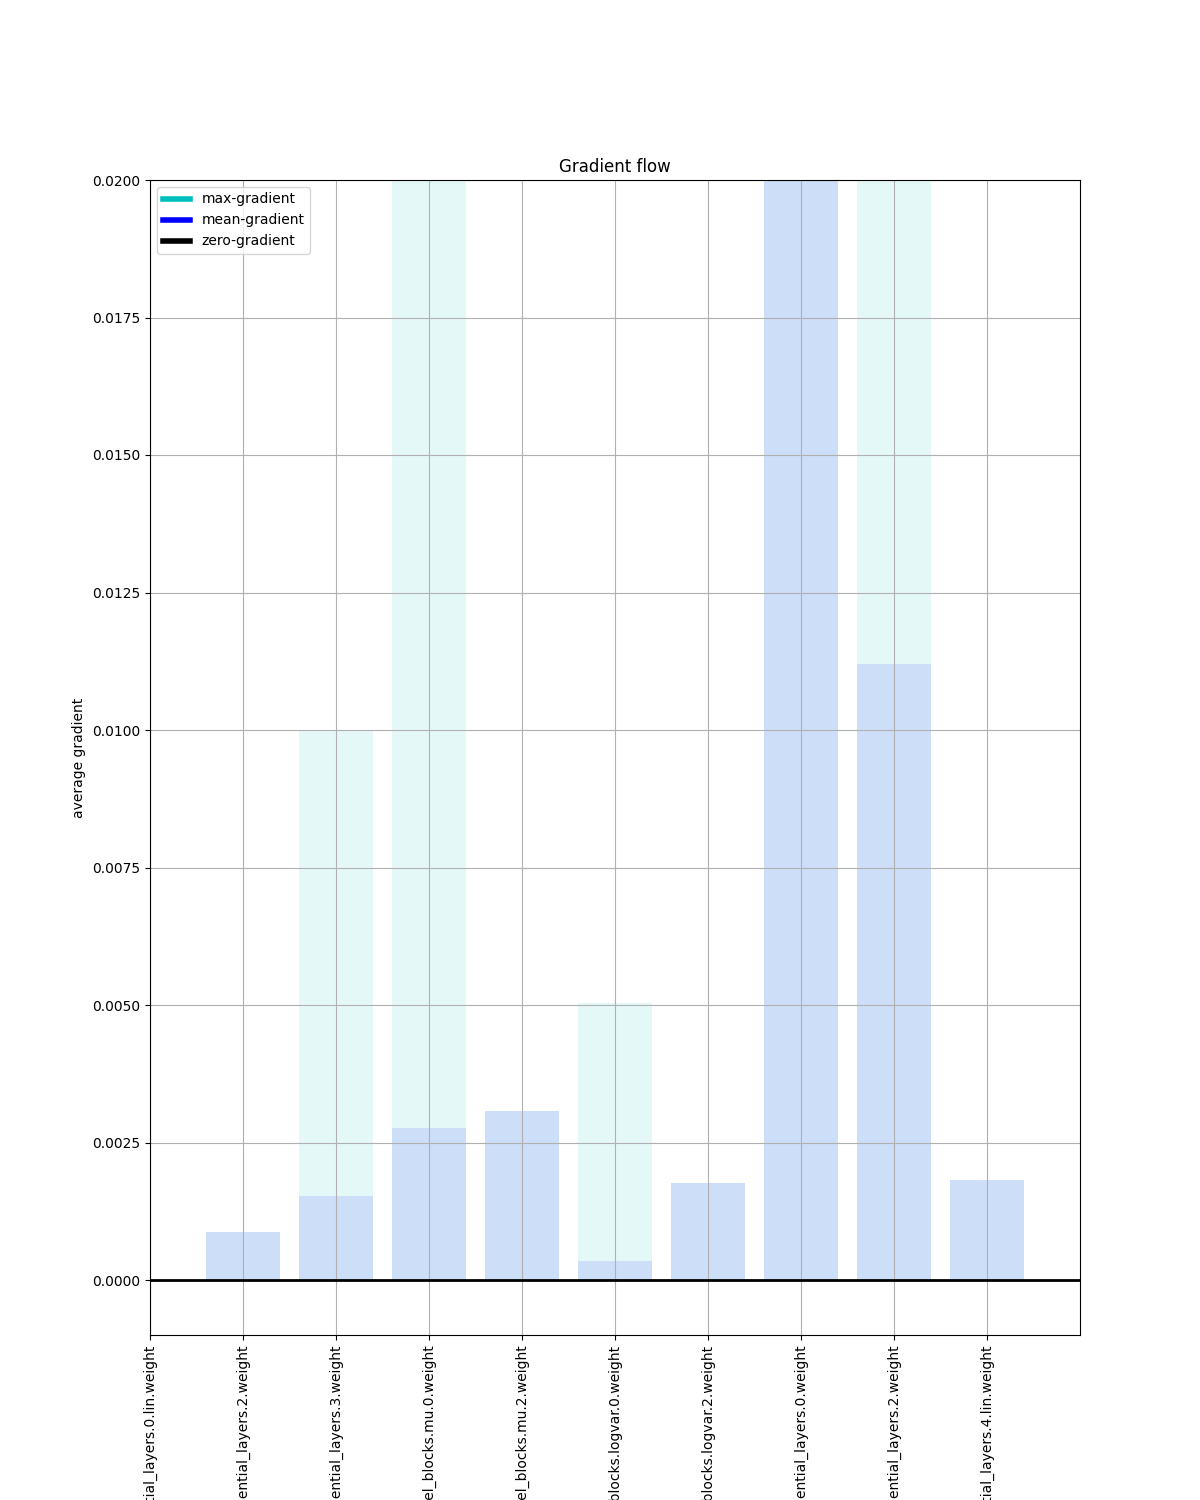 Gradient flow
max-gradient
mean-gradient
zero-gradient
0.0200
0.0175
0.0150
0.0125
0.0100
0.0075
0.0050
0.0025
0.0000
average gradient
tial_layers.0.lin.weight
ential_layers.2.weight
ential_layers.3.weight
el_blocks.mu.0.weight
el_blocks.mu.2.weight
blocks.logvar.0.weight
blocks.logvar.2.weight
ential_layers.0.weight
ential_layers.2.weight
tial_layers.4.lin.weight